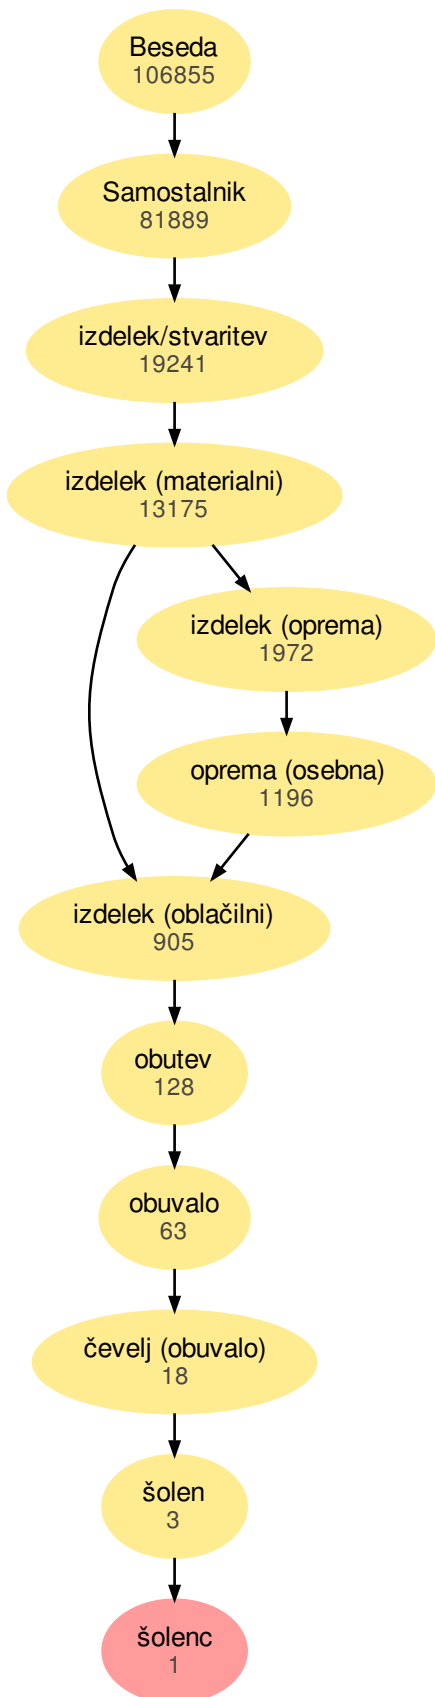 Beseda
106855
Samostalnik
81889
izdelek/stvaritev
19241
izdelek (materialni)
13175
izdelek (oprema)
1972
oprema (osebna)
1196
izdelek (oblačilni)
905
obutev
128
obuvalo
63
čevelj (obuvalo)
18
šolen
3
šolenc
1